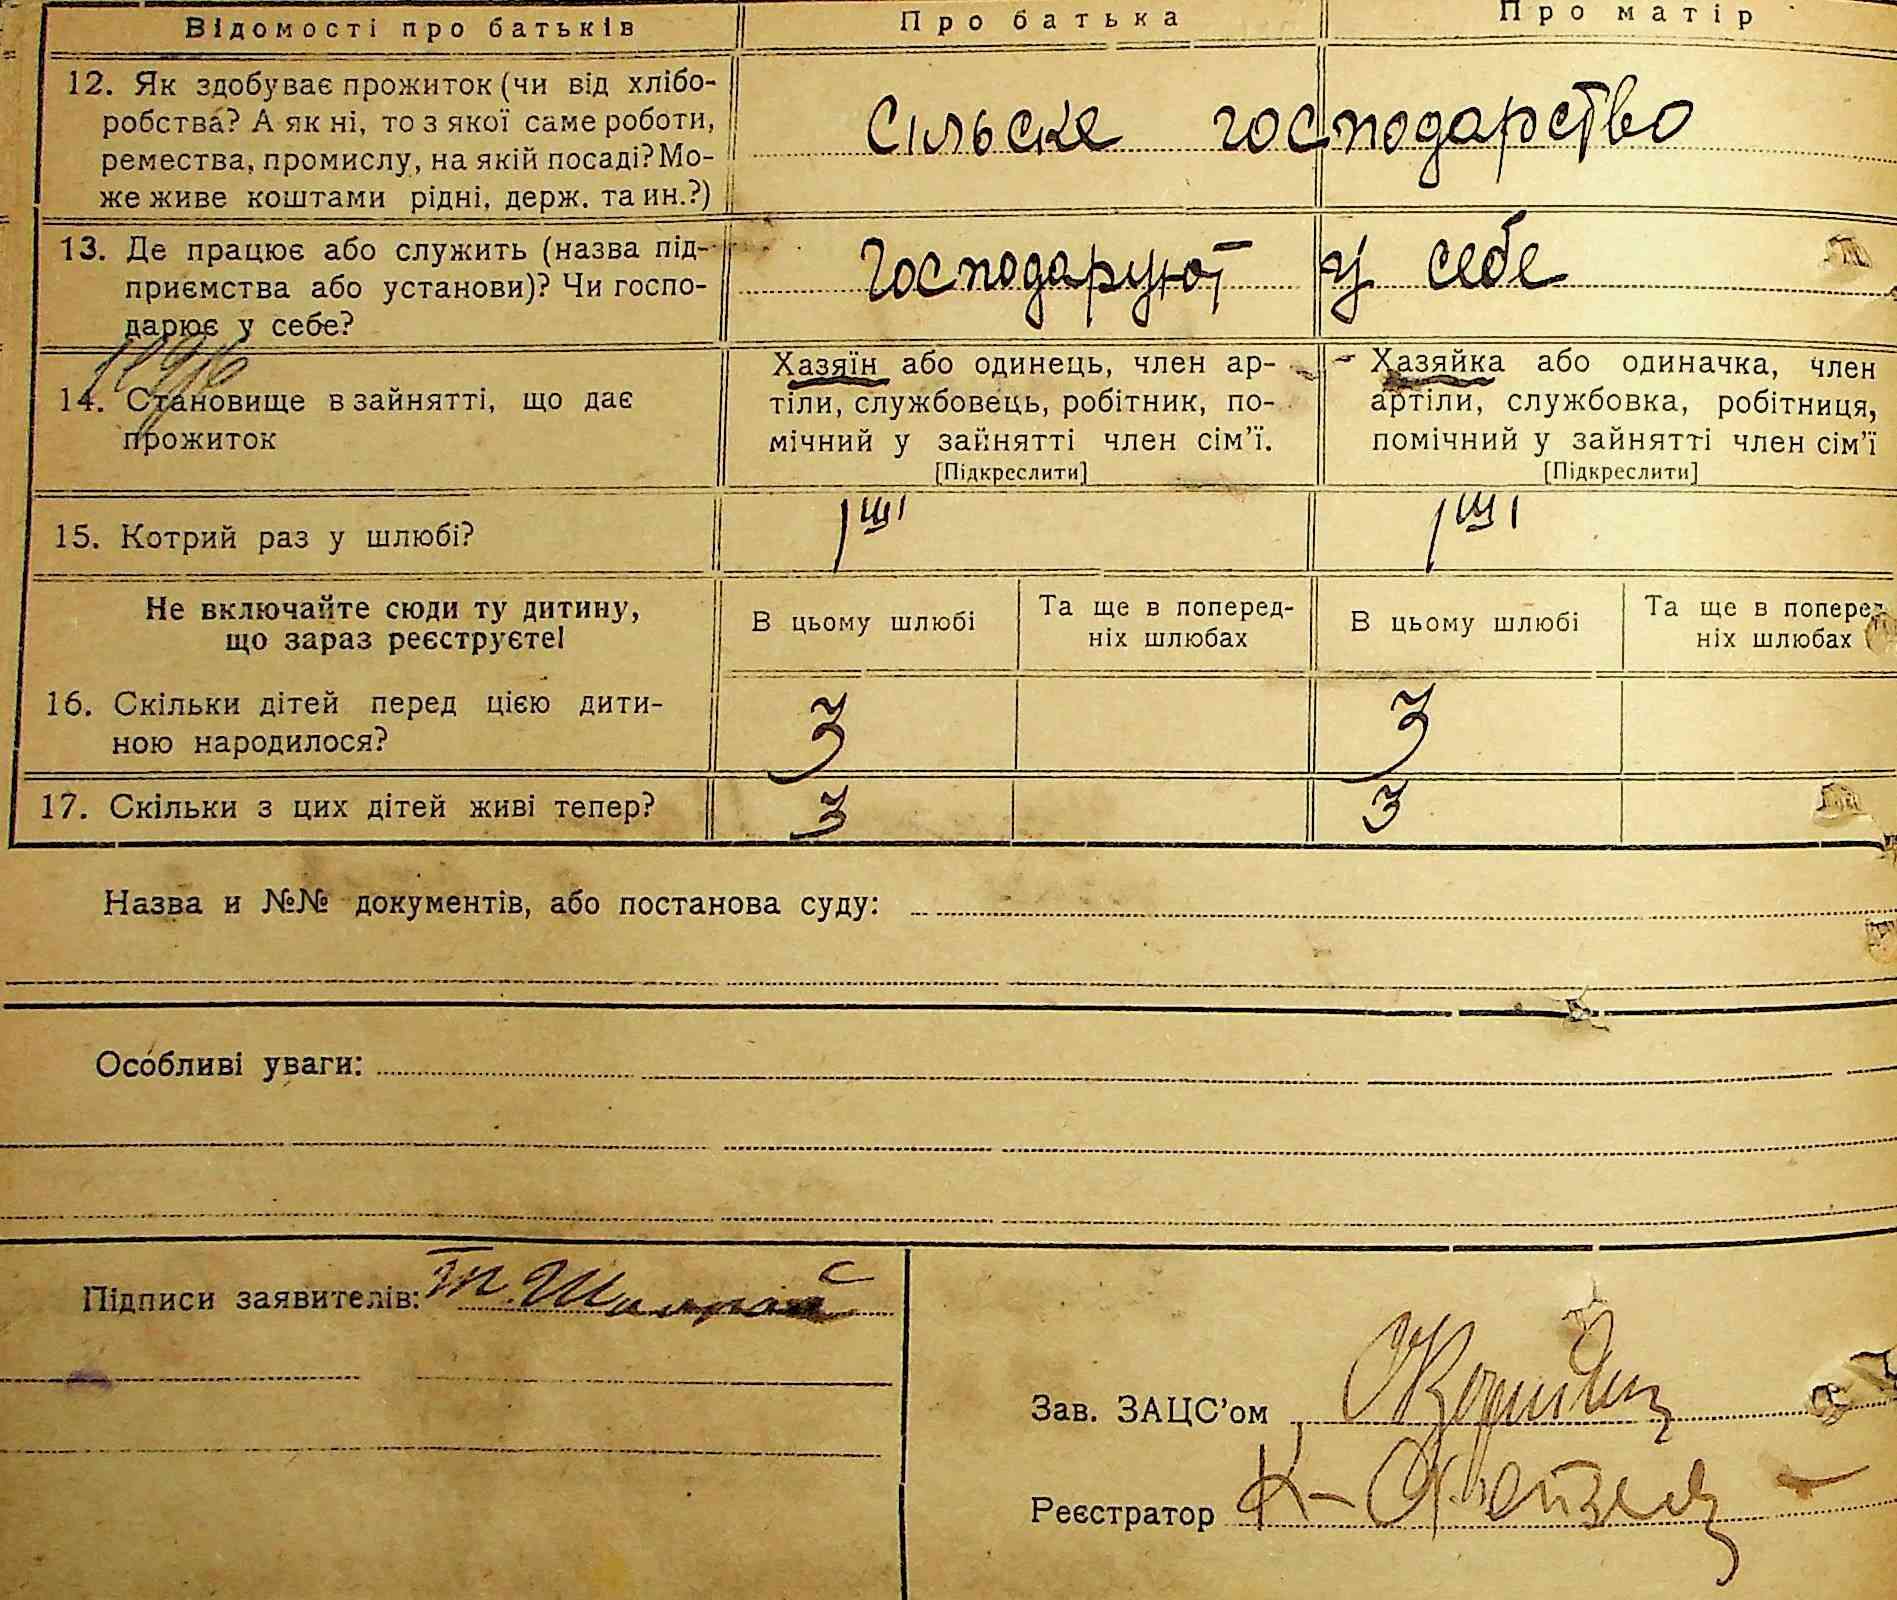 Відомості про батьків
Про батька
Про матір
12. Як здобуває прожиток (чи від хлібо-
робства? А як ні, то з якої саме роботи,
ремества, промислу, на якій посаді? Мо-
же живе коштами рідні, держ. та ин.?)
Сільске господарство
13. Де працює або служить (назва під-
приємства або установи)? Чи госпо-
дарює у себе?
Господарюют у себе
14. Становище в зайнятті, що дає
прожиток
Хазяїн або одинець, член ар-
тіли, службовець, робітник, по-
мічний у зайнятті член сім’ї.
[Підкреслити]
Хазяйка або одиначка, член
артіли, службовка, робітниця,
помічний у зайнятті член сім’ї
[Підкреслити]
15. Котрий раз у шлюбі?
1ші
1ші
Не включайте сюди ту дитину,
що зараз реєструєте!
В цьому шлюбі
Та ще в поперед-
ніх шлюбах
В цьому шлюбі
Та ще в поперед-
ніх шлюбах
16. Скільки дітей перед цією дити-
ною народилося?
3
3
17. Скільки з цих дітей живі тепер?
3
3
Назва и №№ документів, або постанова суду:
Особливі уваги:
Підписи заявителів:
Зав. ЗАЦС’ом
Реєстратор